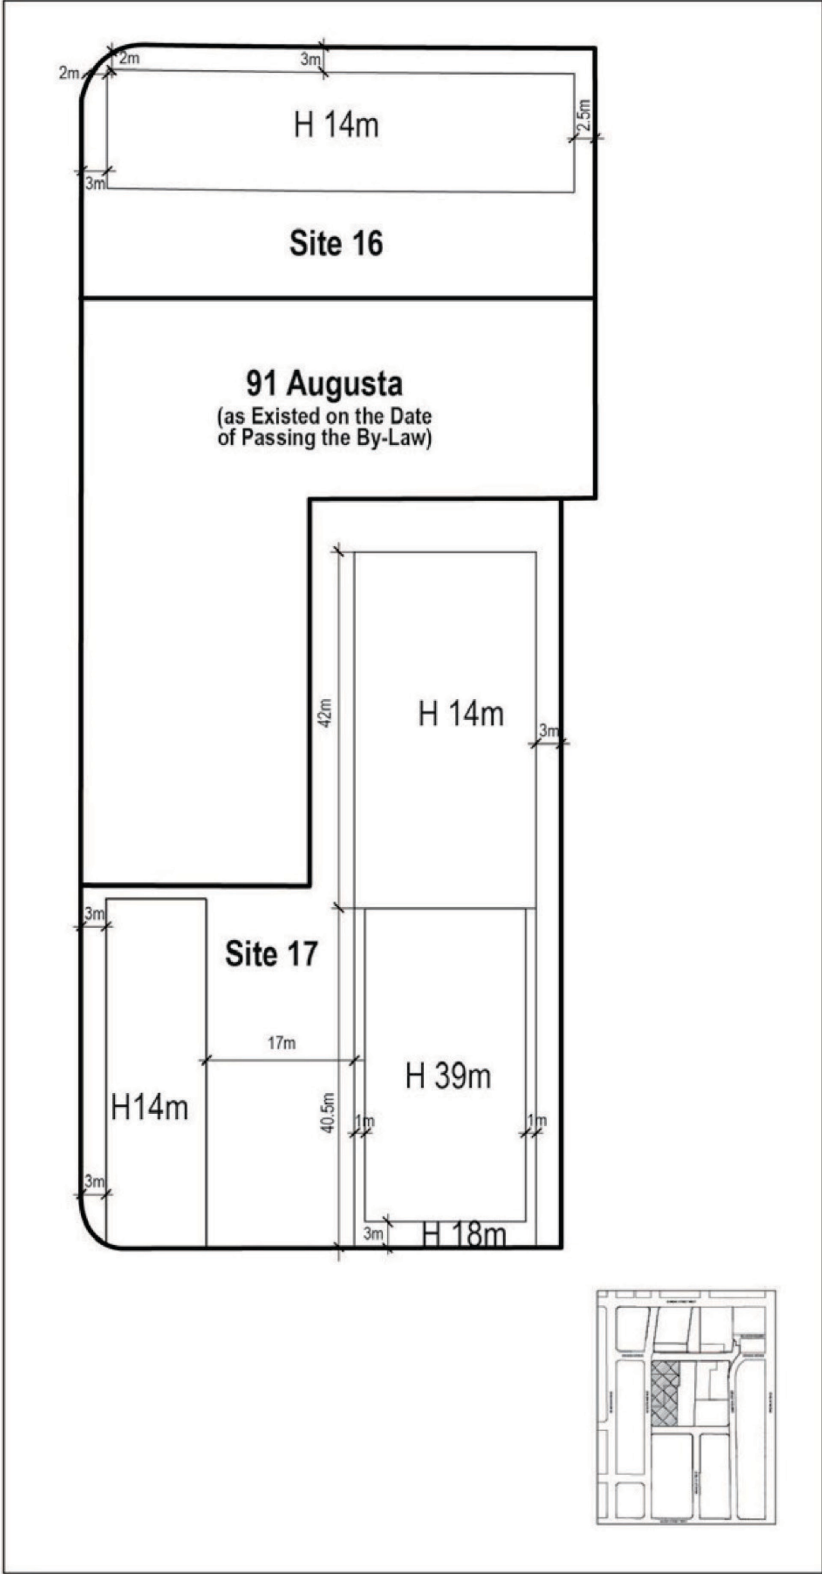 2m
3m
2m
H 14m
2.5m
3m
Site 16
91 Augusta
(as Existed on the Date
of Passing the By-Law)
42m
H 14m
3m
3m
Site 17
17m
H 39m
H14m
40.5m
1m
1m
3m
3m
H 18m